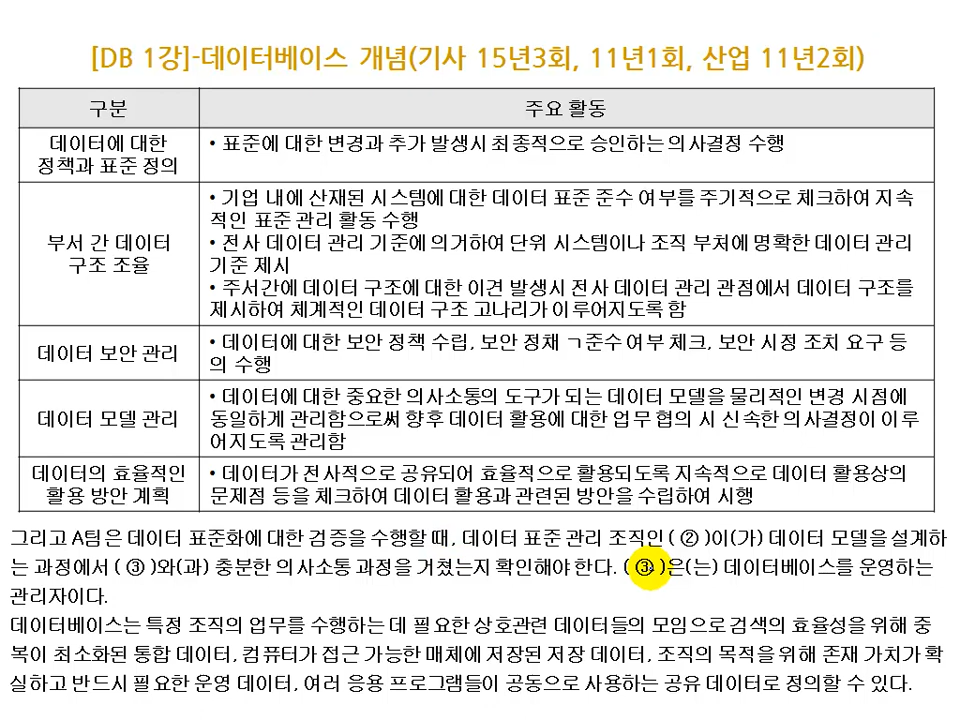 [DB 1강]-데이터베이스 개념(기사 15년3회, 11년1회, 산업 11년2회)
구분
주요 활동
데이터에 대한
정책과 표준 정의
• 표준에 대한 변경과 추가 발생시 최종적으로 승인하는 의사결정 수행
부서 간 데이터
구조 조율
• 기업 내에 산재된 시스템에 대한 데이터 표준 준수 여부를 주기적으로 체크하여 지속
적인 표준 관리 활동 수행
• 전사 데이터 관리 기준에 의거하여 단위 시스템이나 조직 부처에 명확한 데이터 관리
기준 제시
• 주서간에 데이터 구조에 대한 이견 발생시 전사 데이터 관리 관점에서 데이터 구조를
제시하여 체계적인 데이터 구조 고나리가 이루어지도록 함
데이터 보안 관리
• 데이터에 대한 보안 정책 수립, 보안 정채 ㄱ준수 여부 체크, 보안 시정 조치 요구 등
의 수행
데이터 모델 관리
• 데이터에 대한 중요한 의사소통의 도구가 되는 데이터 모델을 물리적인 변경 시점에
동일하게 관리함으로써 향후 데이터 활용에 대한 업무 협의 시 신속한 의사결정이 이루
어지도록 관리함
데이터의 효율적인
활용 방안 계획
• 데이터가 전사적으로 공유되어 효율적으로 활용되도록 지속적으로 데이터 활용상의
문제점 등을 체크하여 데이터 활용과 관련된 방안을 수립하여 시행
그리고 A팀은 데이터 표준화에 대한 검증을 수행할 때, 데이터 표준 관리 조직인 ( ② )이(가) 데이터 모델을 설계하
는 과정에서 ( ③ )와(과) 충분한 의사소통 과정을 거쳤는지 확인해야 한다. ( ③ )은(는) 데이터베이스를 운영하는
관리자이다.
데이터베이스는 특정 조직의 업무를 수행하는 데 필요한 상호관련 데이터들의 모임으로 검색의 효율성을 위해 중
복이 최소화된 통합 데이터, 컴퓨터가 접근 가능한 매체에 저장된 저장 데이터, 조직의 목적을 위해 존재 가치가 확
실하고 반드시 필요한 운영 데이터, 여러 응용 프로그램들이 공동으로 사용하는 공유 데이터로 정의할 수 있다.